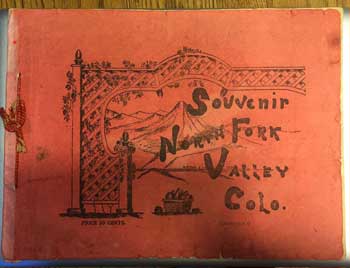 Souvenir
North Fork
Valley
Colo.
PRICE 50 CENTS.